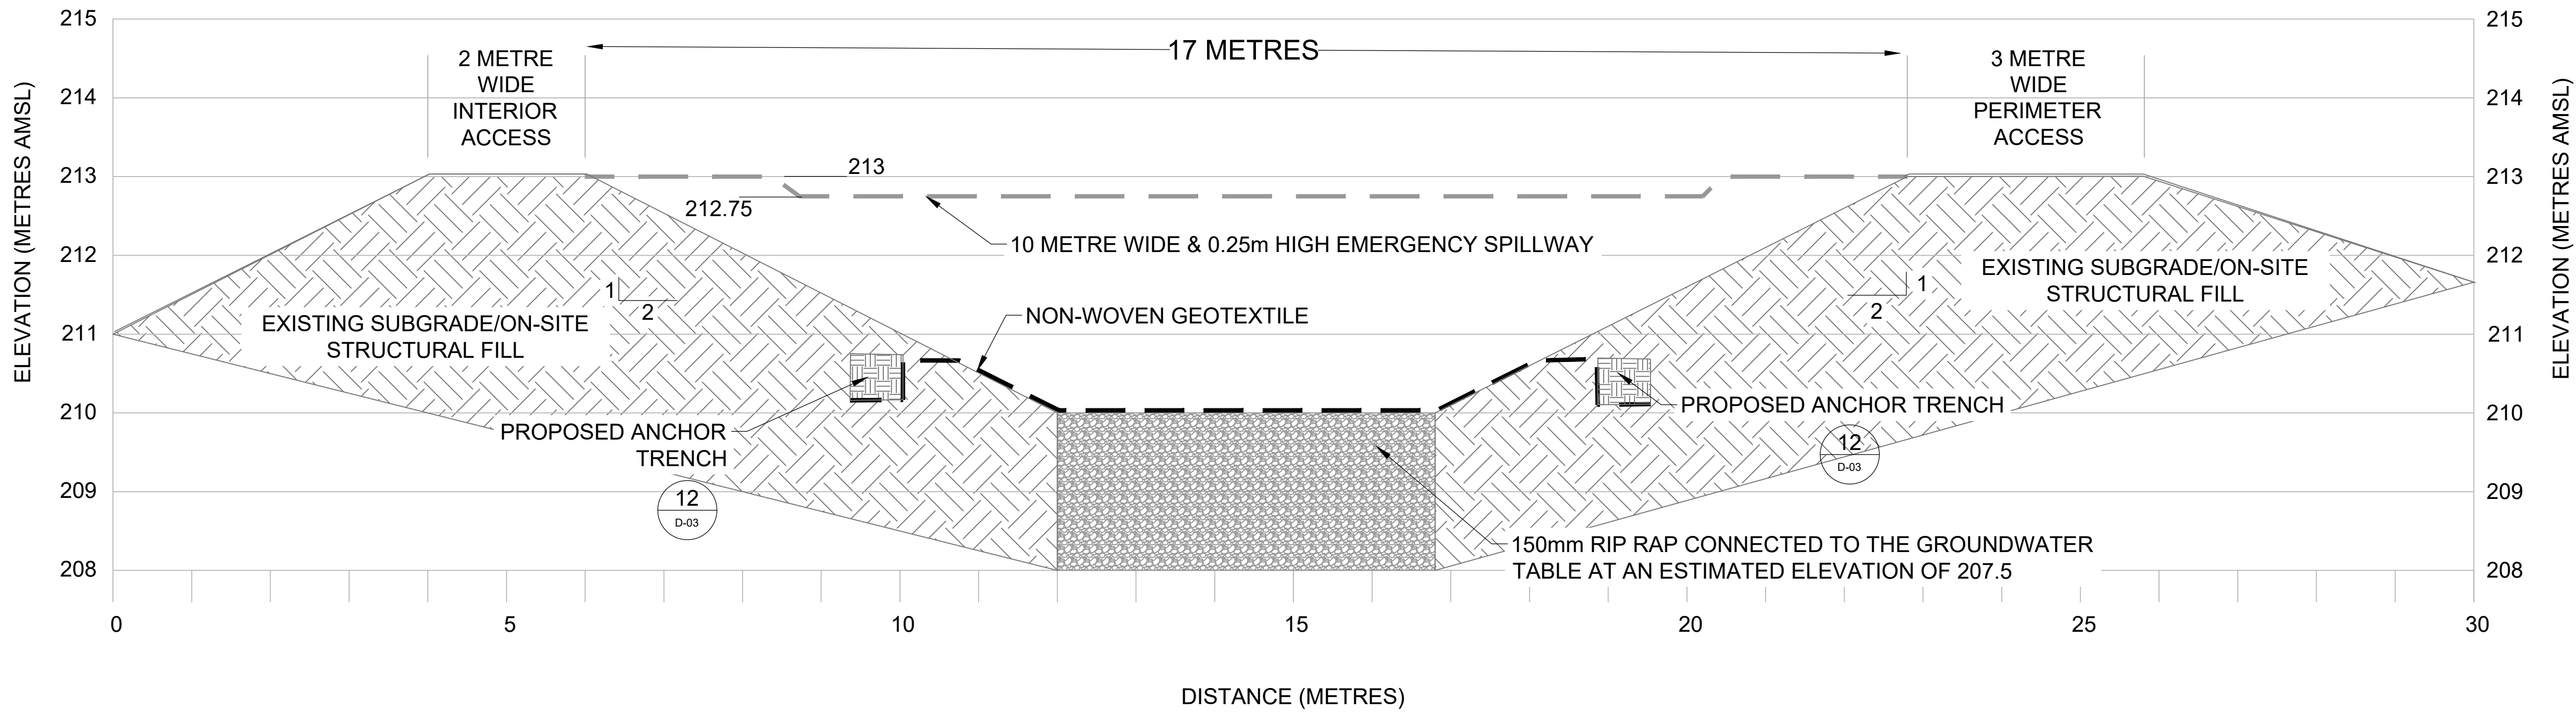 215
214
213
212
211
210
209
208
ELEVATION (METRES AMSL)
2 METRE
WIDE
INTERIOR
ACCESS
17 METRES
3 METRE
WIDE
PERIMETER
ACCESS
213
212.75
10 METRE WIDE & 0.25m HIGH EMERGENCY SPILLWAY
1
2
EXISTING SUBGRADE/ON-SITE
STRUCTURAL FILL
NON-WOVEN GEOTEXTILE
1
2
EXISTING SUBGRADE/ON-SITE
STRUCTURAL FILL
PROPOSED ANCHOR
TRENCH
12
D-03
PROPOSED ANCHOR TRENCH
12
D-03
150mm RIP RAP CONNECTED TO THE GROUNDWATER
TABLE AT AN ESTIMATED ELEVATION OF 207.5
215
214
213
212
211
210
209
208
ELEVATION (METRES AMSL)
0 5 10 15 20 25 30
DISTANCE (METRES)